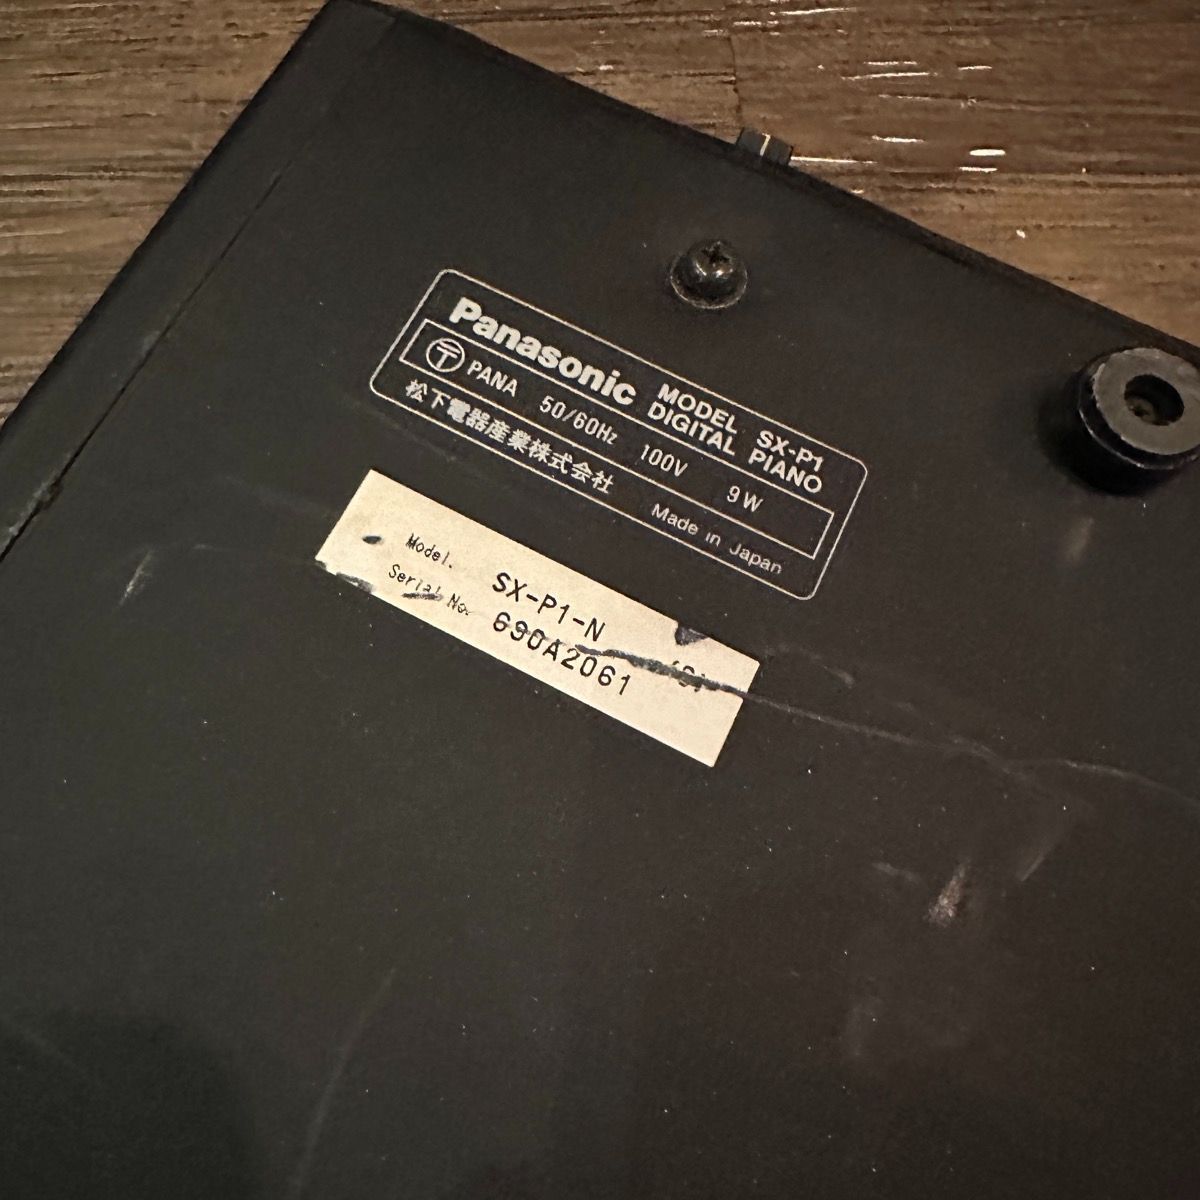 Panasonic MODEL SX-P1
DIGITAL PIANO
〒 PANA 50/60Hz 100V 9W
松下電器産業株式会社 Made in Japan
Model. SX-P1-N
Serial No. 690A2061